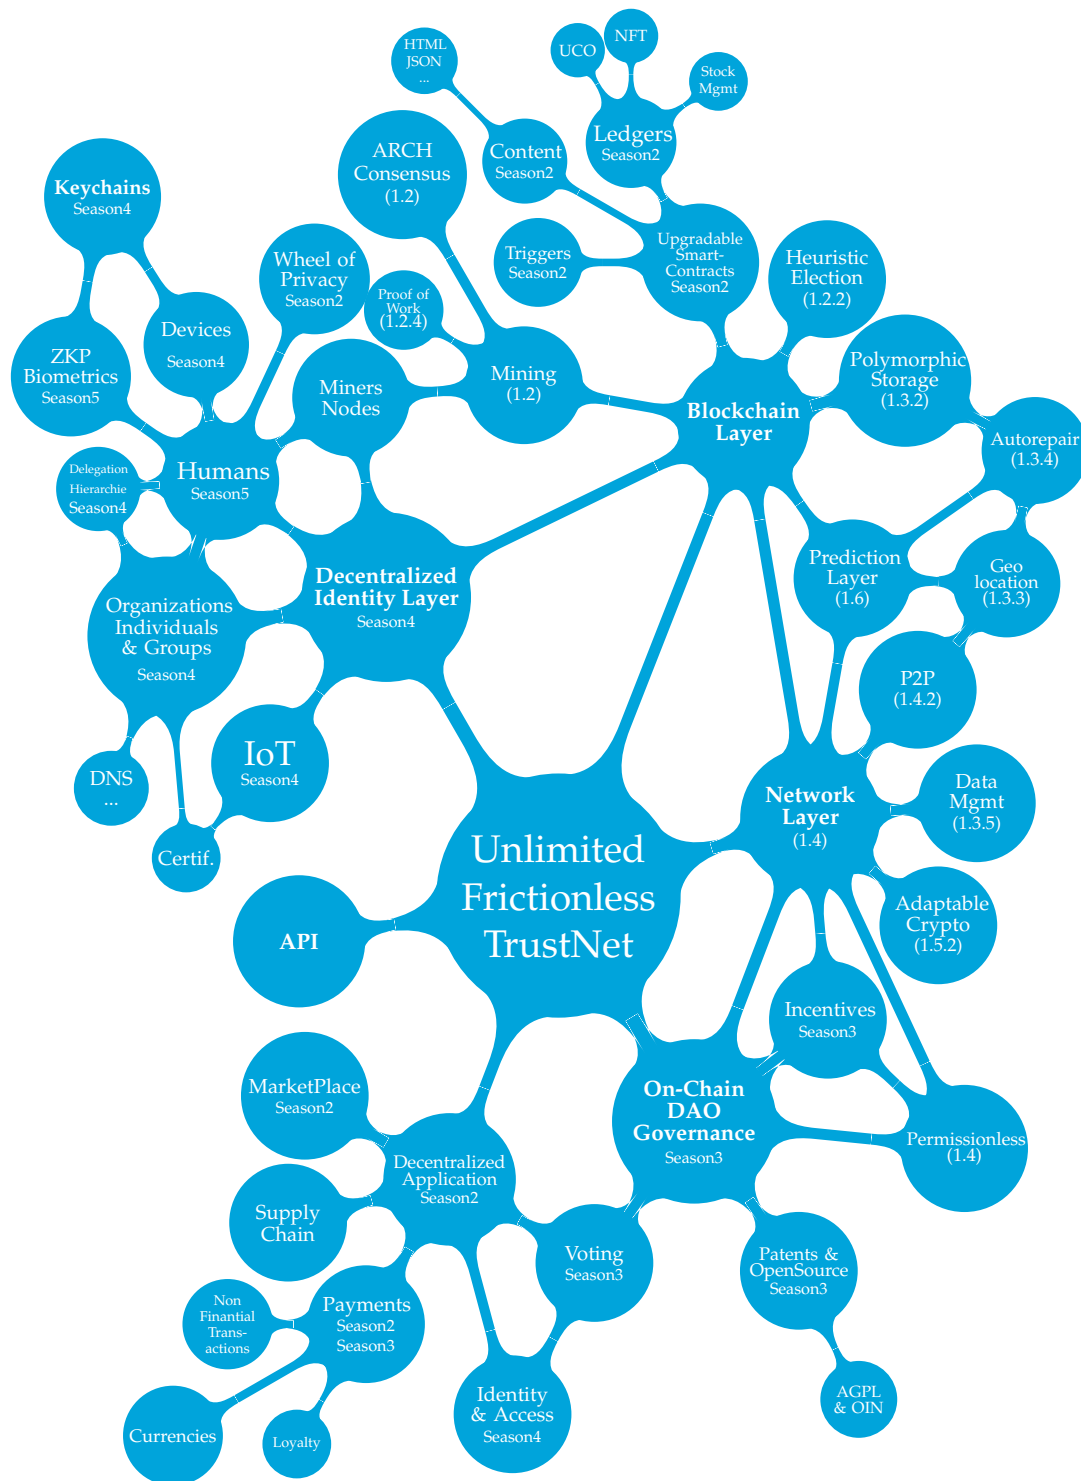 HTML
JSON
...
UCO
NFT
Stock
Mgmt
Ledgers
Season2
Content
Season2
ARCH
Consensus
(1.2)
Keychains
Season4
Triggers
Season2
Upgradable
Smart-
Contracts
Season2
Heuristic
Election
(1.2.2)
Wheel of
Privacy
Season2
Proof of
Work
(1.2.4)
Devices
Season4
ZKP
Biometrics
Season5
Miners
Nodes
Mining
(1.2)
Blockchain
Layer
Polymorphic
Storage
(1.3.2)
Autorepair
(1.3.4)
Delegation
Hierarchie
Season4
Humans
Season5
Decentralized
Identity Layer
Season4
Prediction
Layer
(1.6)
Geo
location
(1.3.3)
Organizations
Individuals
& Groups
Season4
P2P
(1.4.2)
IoT
Season4
DNS
...
Certif.
Network
Layer
(1.4)
Data
Mgmt
(1.3.5)
Unlimited
Frictionless
TrustNet
API
Adaptable
Crypto
(1.5.2)
Incentives
Season3
MarketPlace
Season2
On-Chain
DAO
Governance
Season3
Permissionless
(1.4)
Decentralized
Application
Season2
Supply
Chain
Voting
Season3
Patents &
OpenSource
Season3
Non
Finantial
Trans-
actions
Payments
Season2
Season3
Identity
& Access
Season4
AGPL
& OIN
Currencies
Loyalty